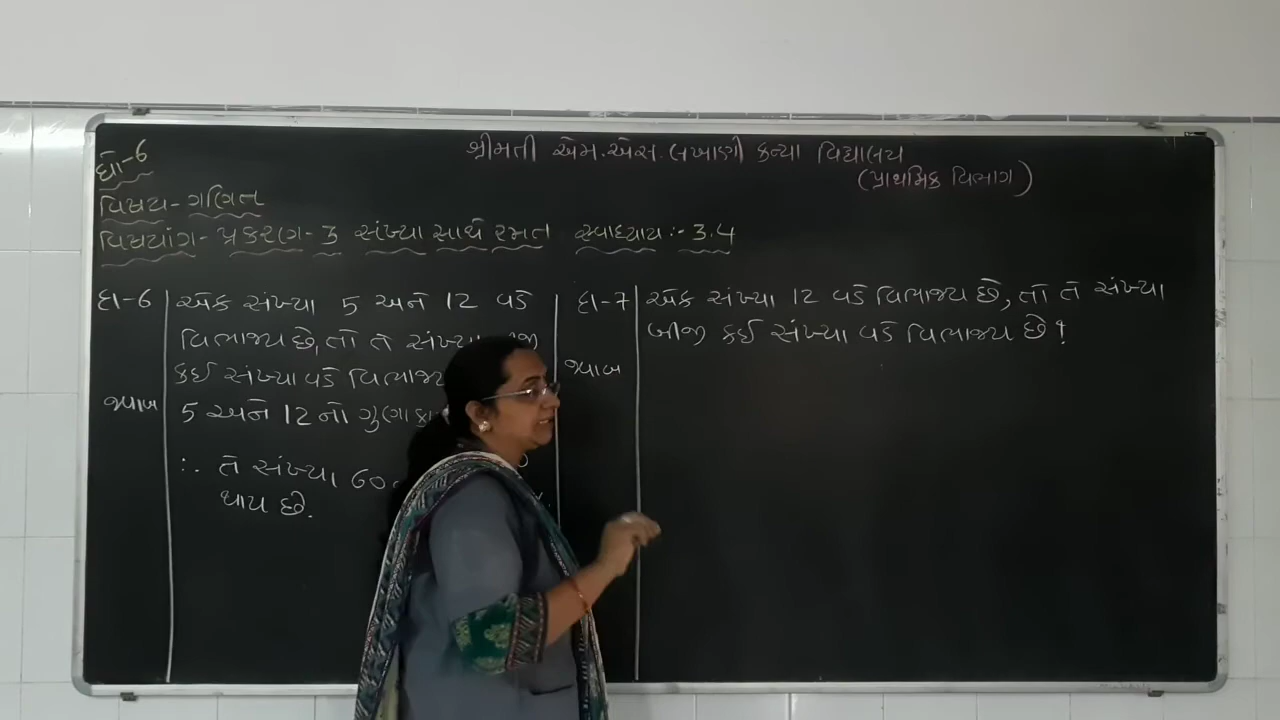 શ્રીમતી એમ.એસ.લખાણી કન્યા વિદ્યાલય
(પ્રાથમિક વિભાગ)
ધો-6
વિષય- ગણિત
વિષયાંગ- પ્રકરણ-3 સંખ્યા સાથે રમત સ્વાધ્યાય :- 3.4
દા-6 એક સંખ્યા 5 અને 12 વડે
વિભાજ્ય છે, તો તે સંખ્યા
કઈ સંખ્યા વડે
જવાબ 5 અને 12 નો
∴ તે સંખ્યા 60
થાય છે.
દા-7 એક સંખ્યા 12 વડે વિભાજ્ય છે, તો તે સંખ્યા
બીજી કઈ સંખ્યા વડે વિભાજ્ય છે ?
જવાબ